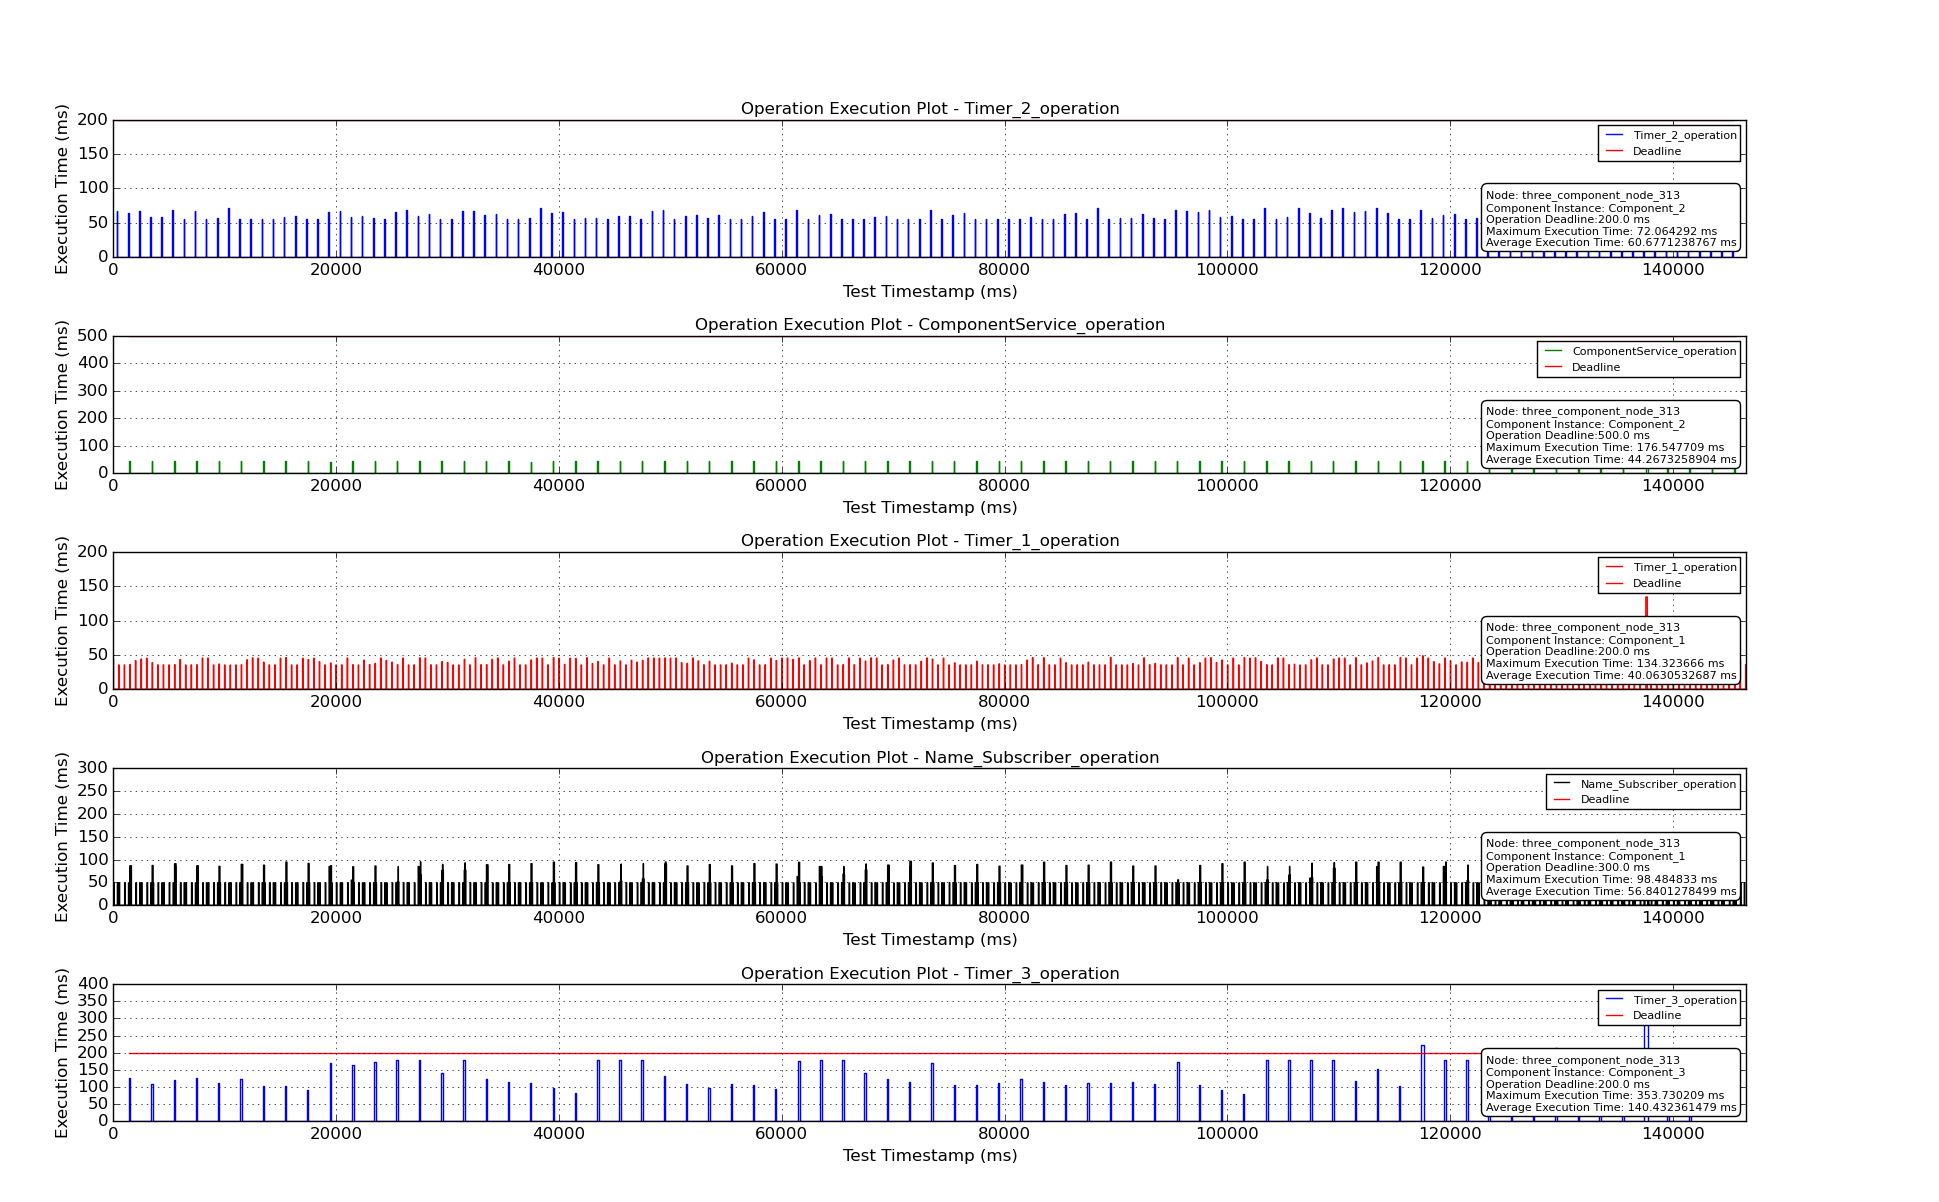 Operation Execution Plot - Timer_2_operation
Execution Time (ms)
200
150
100
50
0
Timer_2_operation
Deadline
Node: three_component_node_313
Component Instance: Component_2
Operation Deadline:200.0 ms
Maximum Execution Time: 72.064292 ms
Average Execution Time: 60.6771238767 ms
0 20000 40000 60000 80000 100000 120000 140000
Test Timestamp (ms)
Operation Execution Plot - ComponentService_operation
Execution Time (ms)
500
400
300
200
100
0
ComponentService_operation
Deadline
Node: three_component_node_313
Component Instance: Component_2
Operation Deadline:500.0 ms
Maximum Execution Time: 176.547709 ms
Average Execution Time: 44.2673258904 ms
0 20000 40000 60000 80000 100000 120000 140000
Test Timestamp (ms)
Operation Execution Plot - Timer_1_operation
Execution Time (ms)
200
150
100
50
0
Timer_1_operation
Deadline
Node: three_component_node_313
Component Instance: Component_1
Operation Deadline:200.0 ms
Maximum Execution Time: 134.323666 ms
Average Execution Time: 40.0630532687 ms
0 20000 40000 60000 80000 100000 120000 140000
Test Timestamp (ms)
Operation Execution Plot - Name_Subscriber_operation
Execution Time (ms)
300
250
200
150
100
50
0
Name_Subscriber_operation
Deadline
Node: three_component_node_313
Component Instance: Component_1
Operation Deadline:300.0 ms
Maximum Execution Time: 98.484833 ms
Average Execution Time: 56.8401278499 ms
0 20000 40000 60000 80000 100000 120000 140000
Test Timestamp (ms)
Operation Execution Plot - Timer_3_operation
Execution Time (ms)
400
350
300
250
200
150
100
50
0
Timer_3_operation
Deadline
Node: three_component_node_313
Component Instance: Component_3
Operation Deadline:200.0 ms
Maximum Execution Time: 353.730209 ms
Average Execution Time: 140.432361479 ms
0 20000 40000 60000 80000 100000 120000 140000
Test Timestamp (ms)